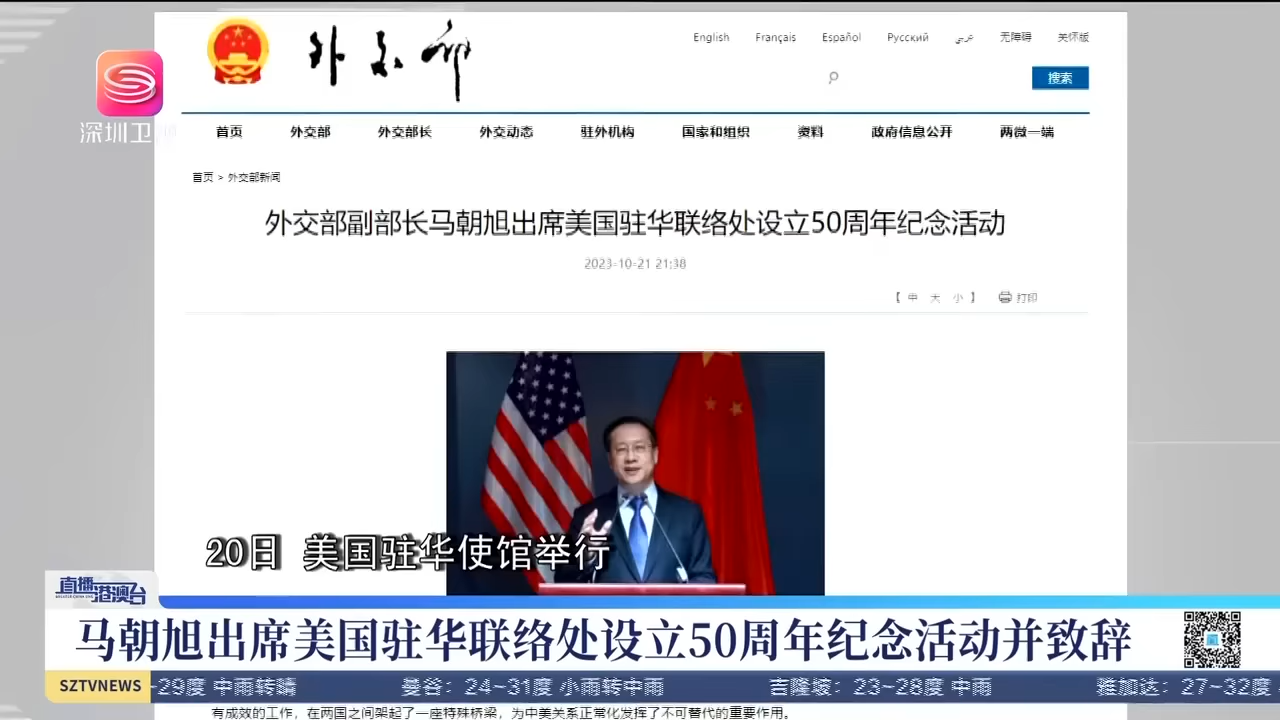 外交部
English Français Español Русский عربي 无障碍 关怀版
搜索
深圳卫
首页 外交部 外交部长 外交动态 驻外机构 国家和组织 资料 政府信息公开 两微一端
首页 > 外交部新闻
外交部副部长马朝旭出席美国驻华联络处设立50周年纪念活动
2023-10-21 21:38
【 中 大 小 】 打印
20日 美国驻华使馆举行
直播港澳台
马朝旭出席美国驻华联络处设立50周年纪念活动并致辞
SZTVNEWS
-29度 中雨转晴 曼谷：24~31度 小雨转中雨 吉隆坡：23~28度 中雨 雅加达：27~32度
有成效的工作，在两国之间架起了一座特殊桥梁，为中美关系正常化发挥了不可替代的重要作用。